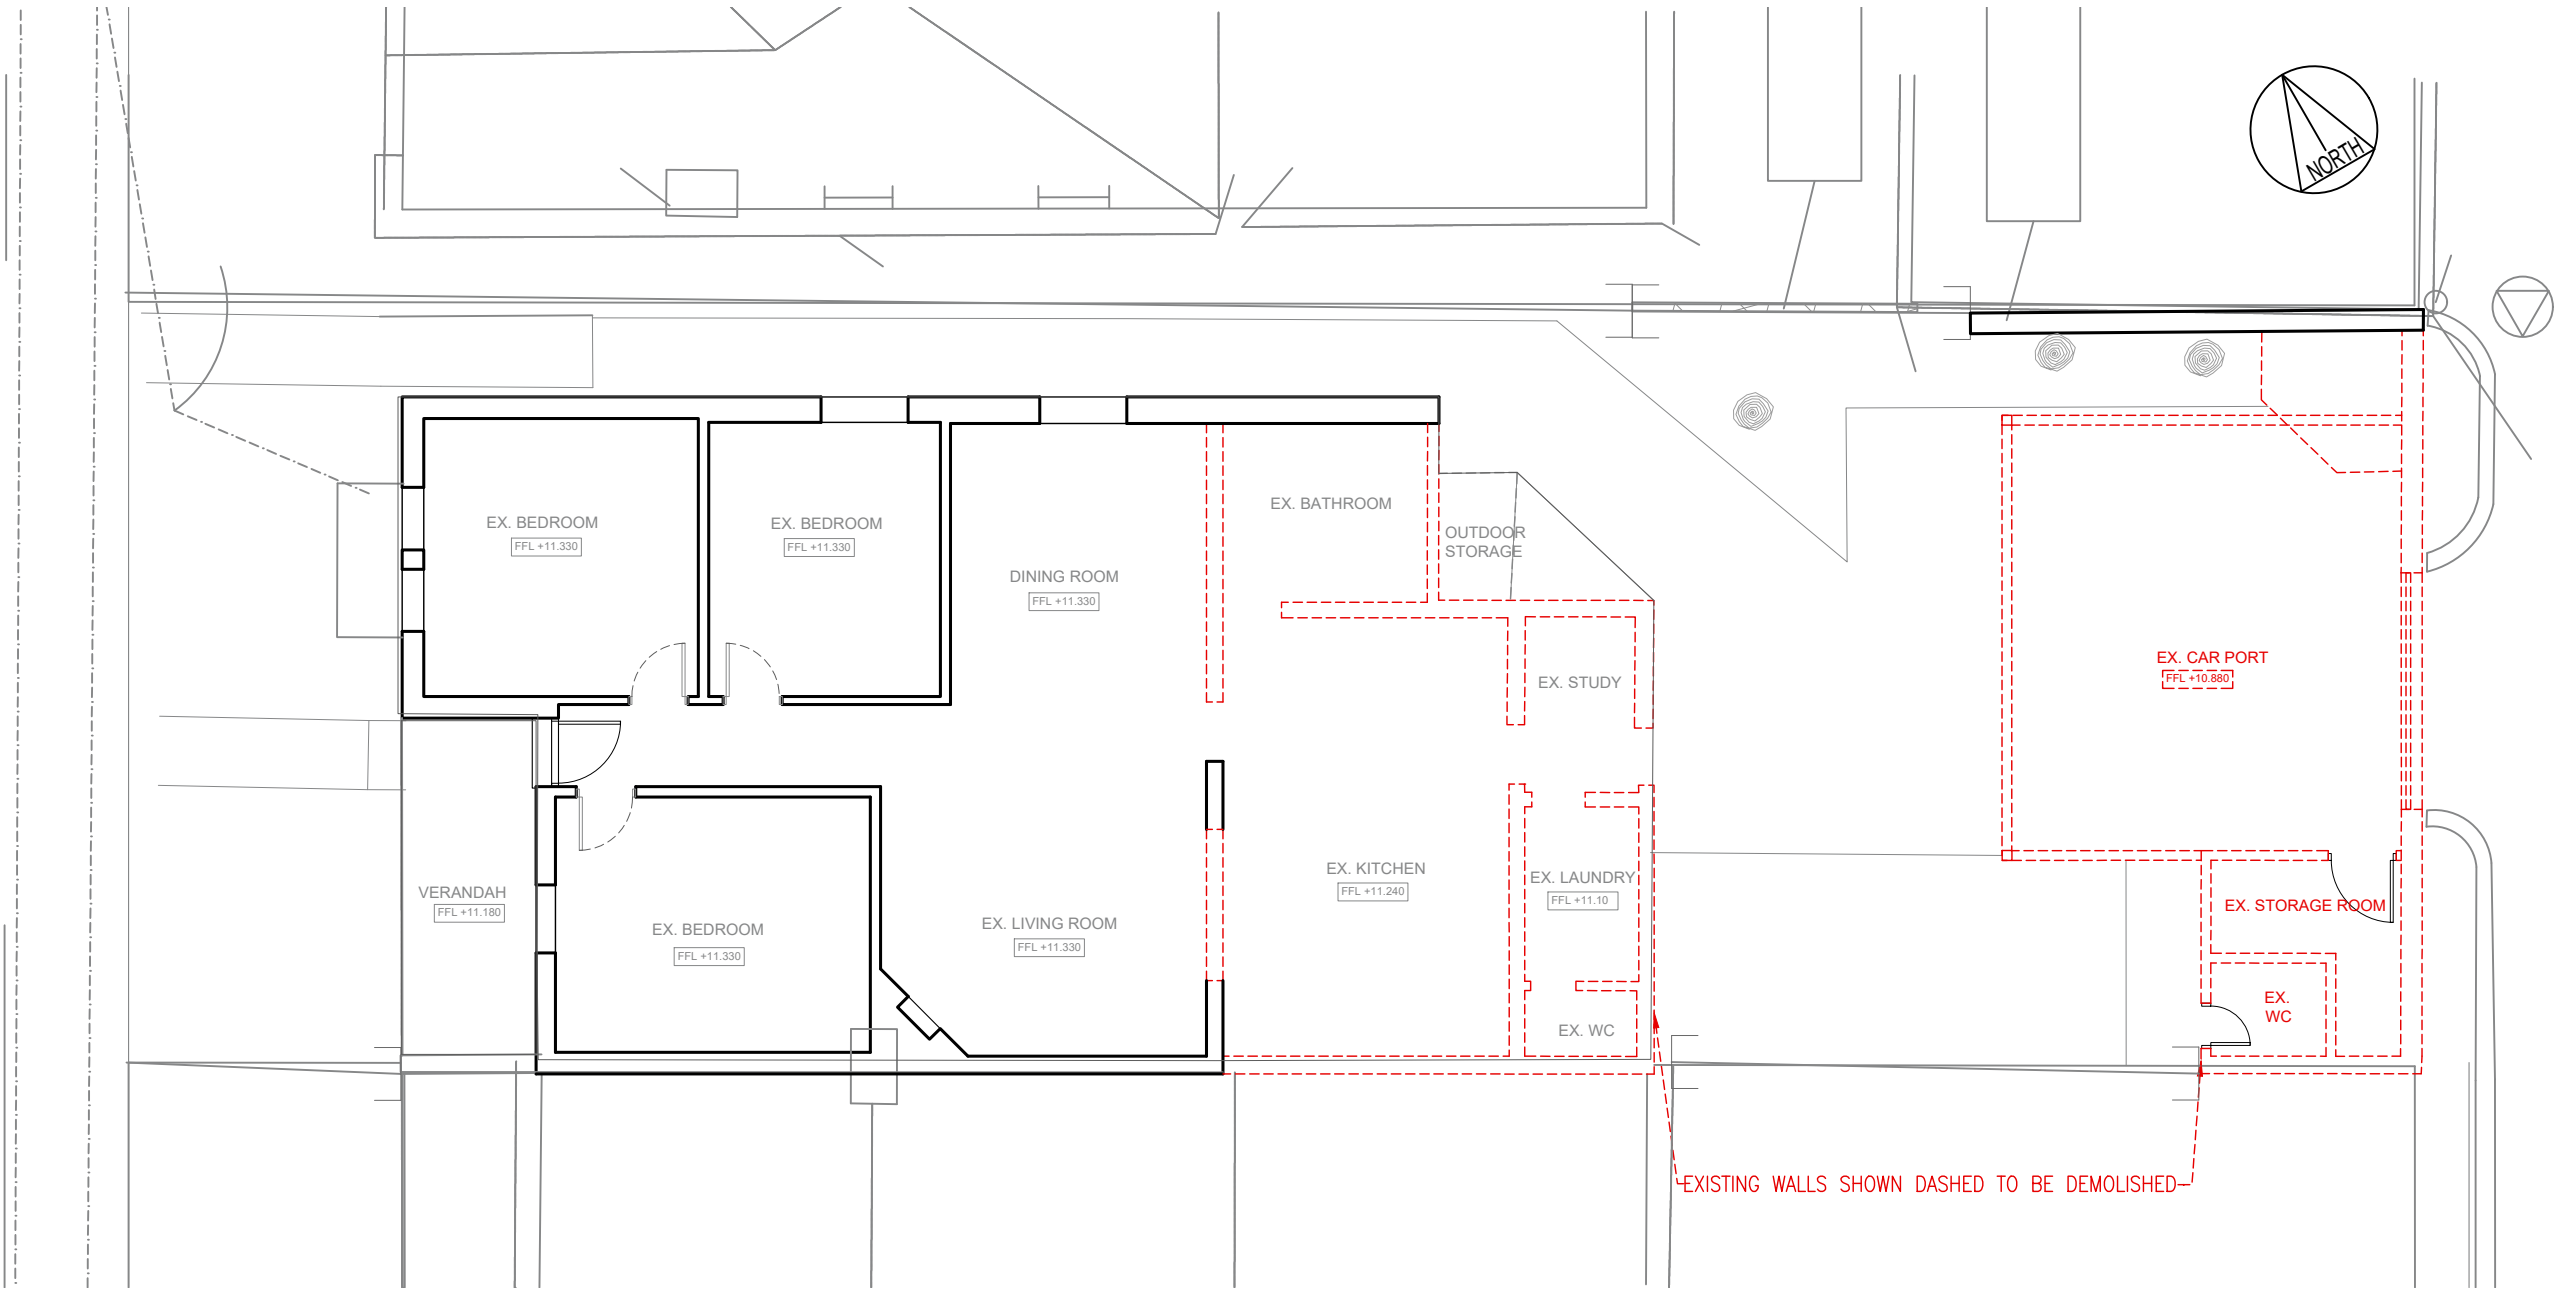 NORTH
EX. BEDROOM
FFL +11.330
EX. BEDROOM
FFL +11.330
DINING ROOM
FFL +11.330
EX. BATHROOM
OUTDOOR
STORAGE
EX. STUDY
EX. CAR PORT
FFL +10.880
VERANDAH
FFL +11.180
EX. BEDROOM
FFL +11.330
EX. LIVING ROOM
FFL +11.330
EX. KITCHEN
FFL +11.240
EX. LAUNDRY
FFL +11.10
EX. WC
EX. STORAGE ROOM
EX.
WC
EXISTING WALLS SHOWN DASHED TO BE DEMOLISHED